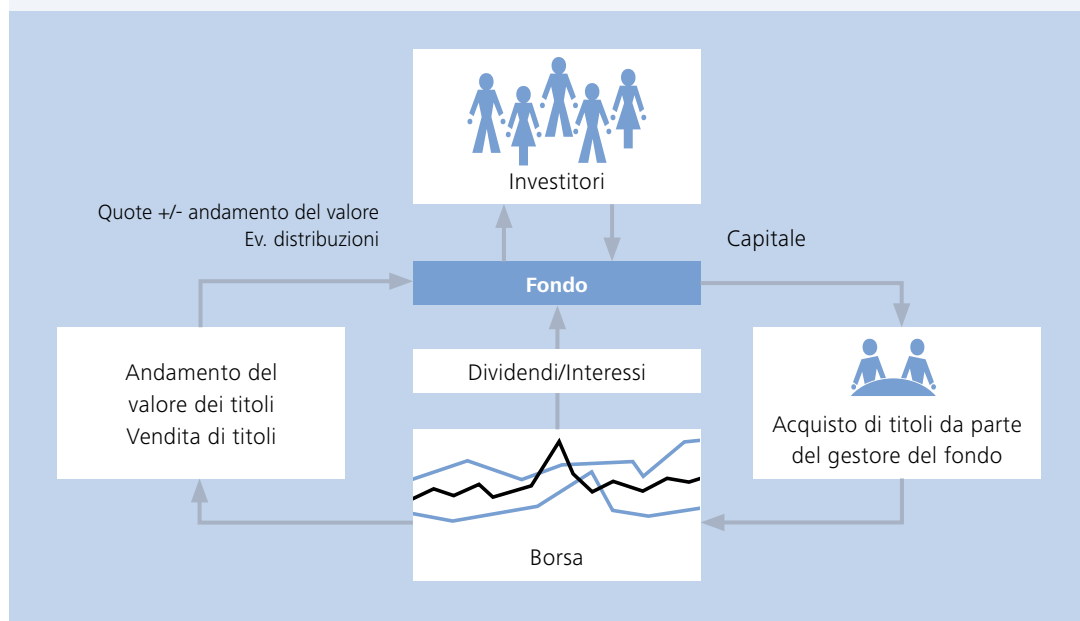 Investitori
Quote +/- andamento del valore
Ev. distribuzioni
Capitale
Fondo
Andamento del
valore dei titoli
Vendita di titoli
Dividendi/Interessi
Acquisto di titoli da parte
del gestore del fondo
Borsa